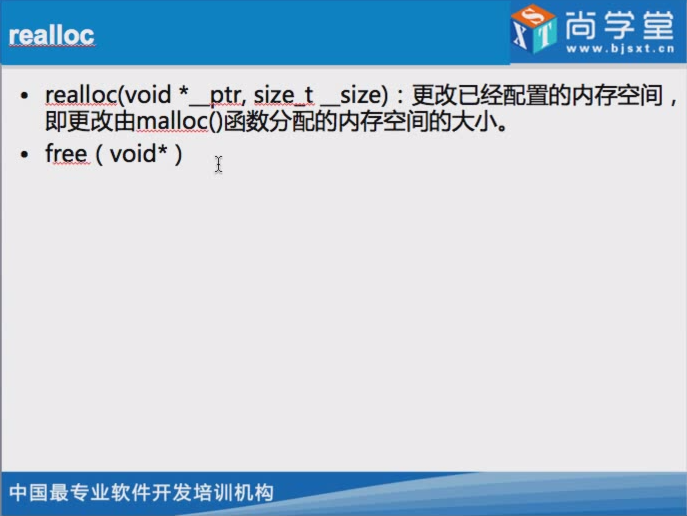 realloc
尚学堂
XST
www.bjsxt.cn
• realloc(void *__ptr, size_t __size)：更改已经配置的内存空间，
即更改由malloc()函数分配的内存空间的大小。
• free（void*）
中国最专业软件开发培训机构